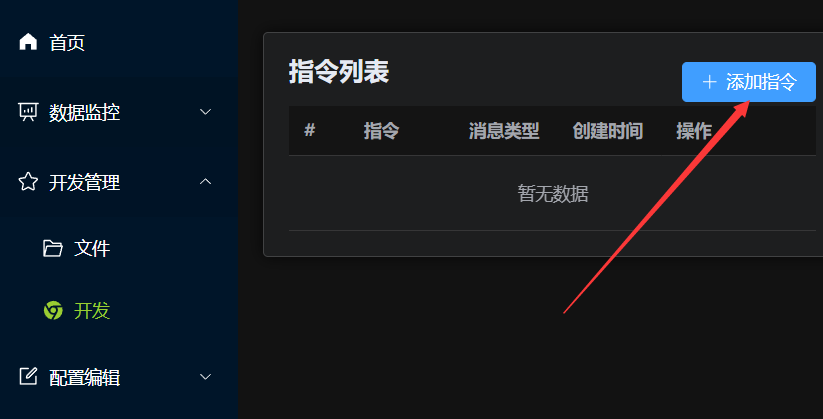 首页
数据监控
开发管理
文件
开发
配置编辑
指令列表
添加指令
# 指令 消息类型 创建时间 操作
暂无数据